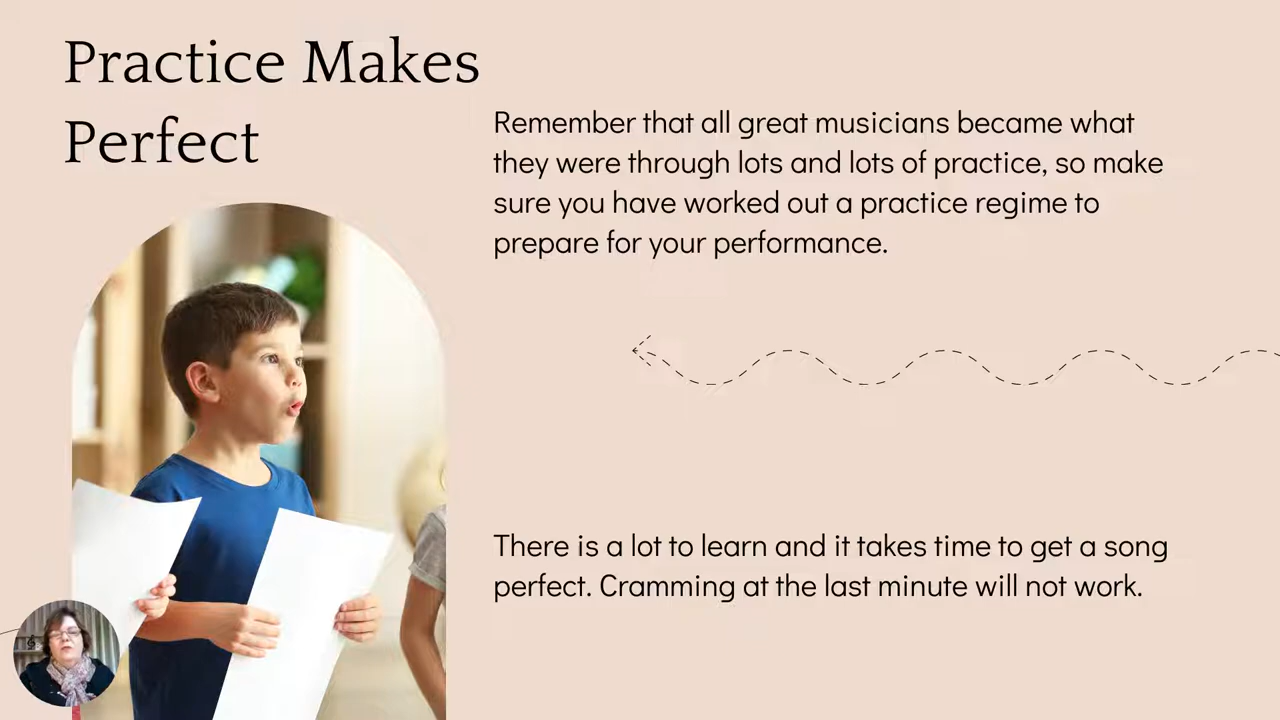 Practice Makes
Perfect
Remember that all great musicians became what
they were through lots and lots of practice, so make
sure you have worked out a practice regime to
prepare for your performance.
There is a lot to learn and it takes time to get a song
perfect. Cramming at the last minute will not work.